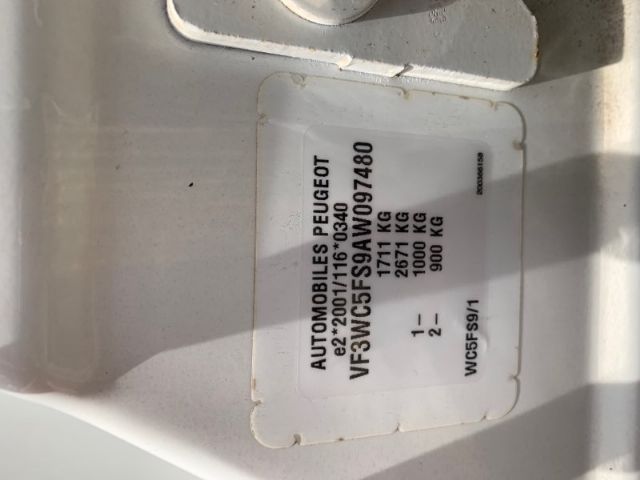 AUTOMOBILES PEUGEOT
e2*2001/116*0340
VF3WC5FS9AW097480
1711 KG
2671 KG
1– 1000 KG
2– 900 KG
WC5FS9/1